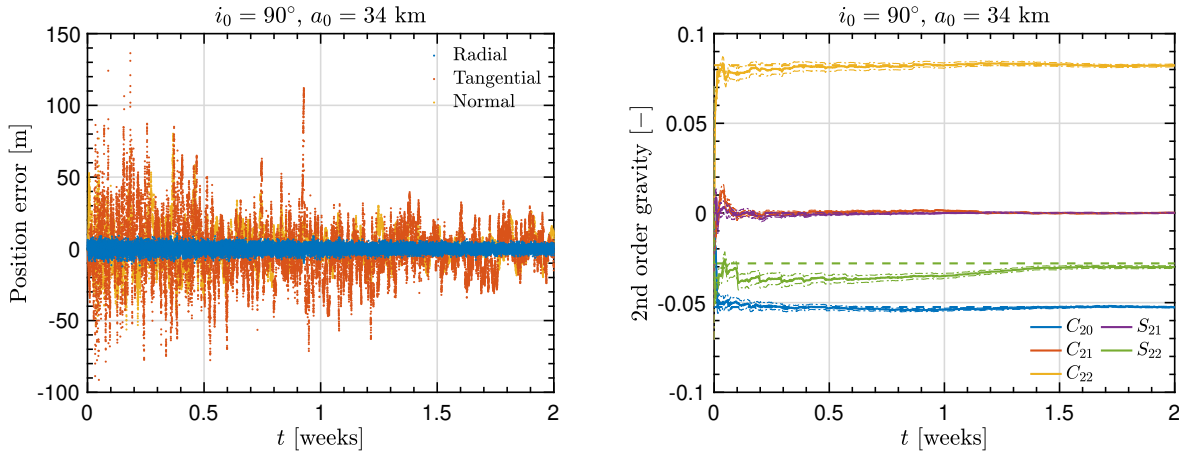 i₀ = 90°, a₀ = 34 km
150
100
50
0
-50
-100
Position error [m]
Radial
Tangential
Normal
0 0.5 1 1.5 2
t [weeks]
i₀ = 90°, a₀ = 34 km
0.1
0.05
0
-0.05
-0.1
2nd order gravity [−]
C₂₀ S₂₁
C₂₁ S₂₂
C₂₂
0 0.5 1 1.5 2
t [weeks]